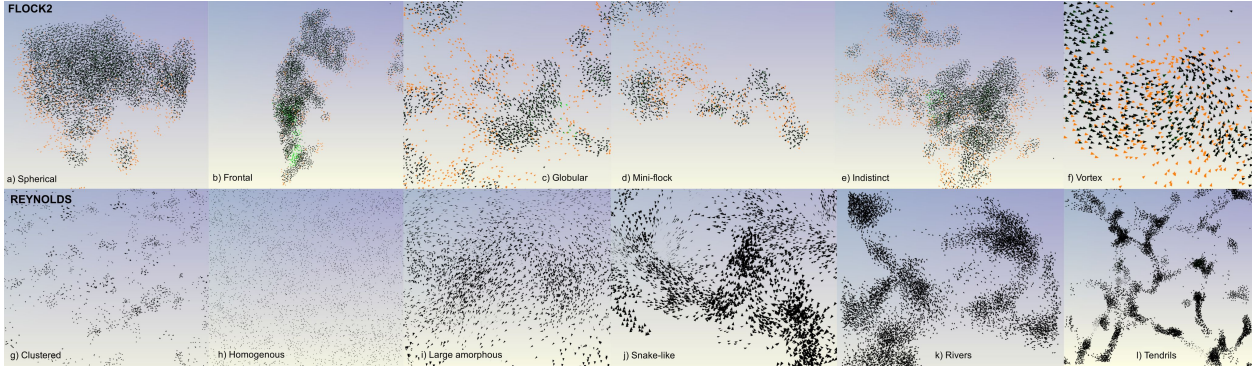 FLOCK2
a) Spherical
b) Frontal
c) Globular
d) Mini-flock
e) Indistinct
f) Vortex
REYNOLDS
g) Clustered
h) Homogenous
i) Large amorphous
j) Snake-like
k) Rivers
l) Tendrils